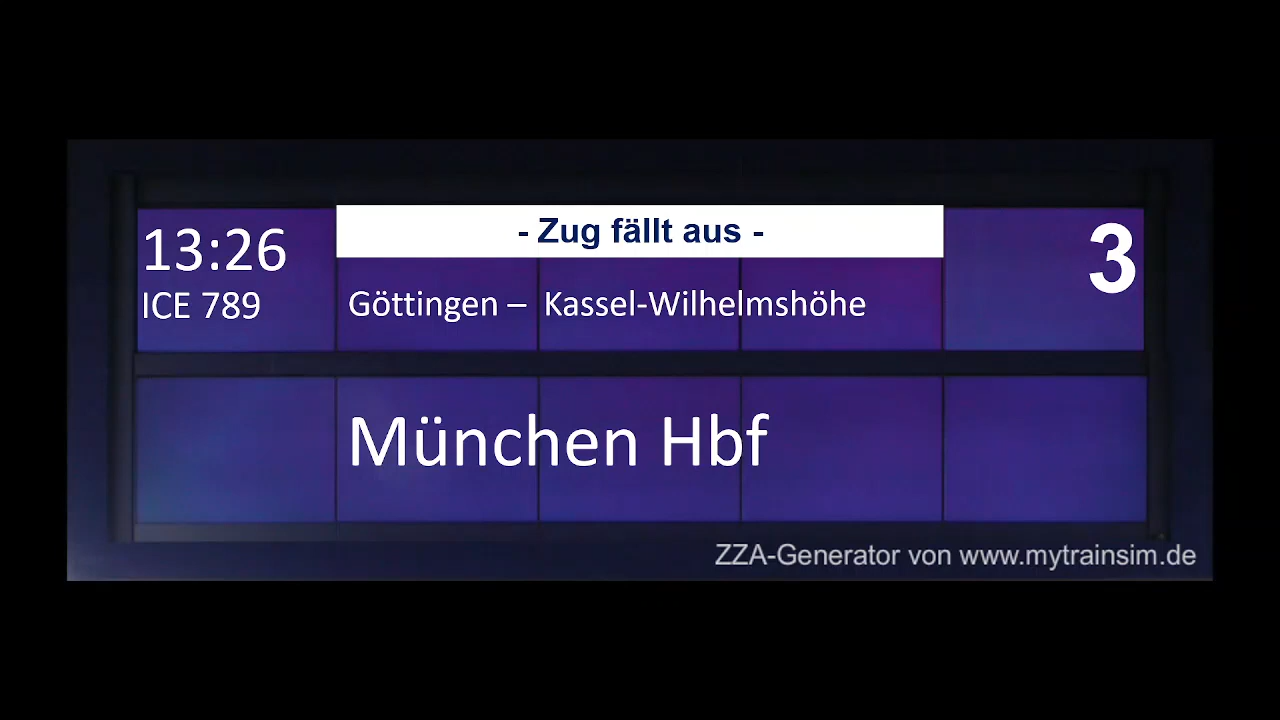 13:26
- Zug fällt aus -
3
ICE 789
Göttingen – Kassel-Wilhelmshöhe
München Hbf
ZZA-Generator von www.mytrainsim.de